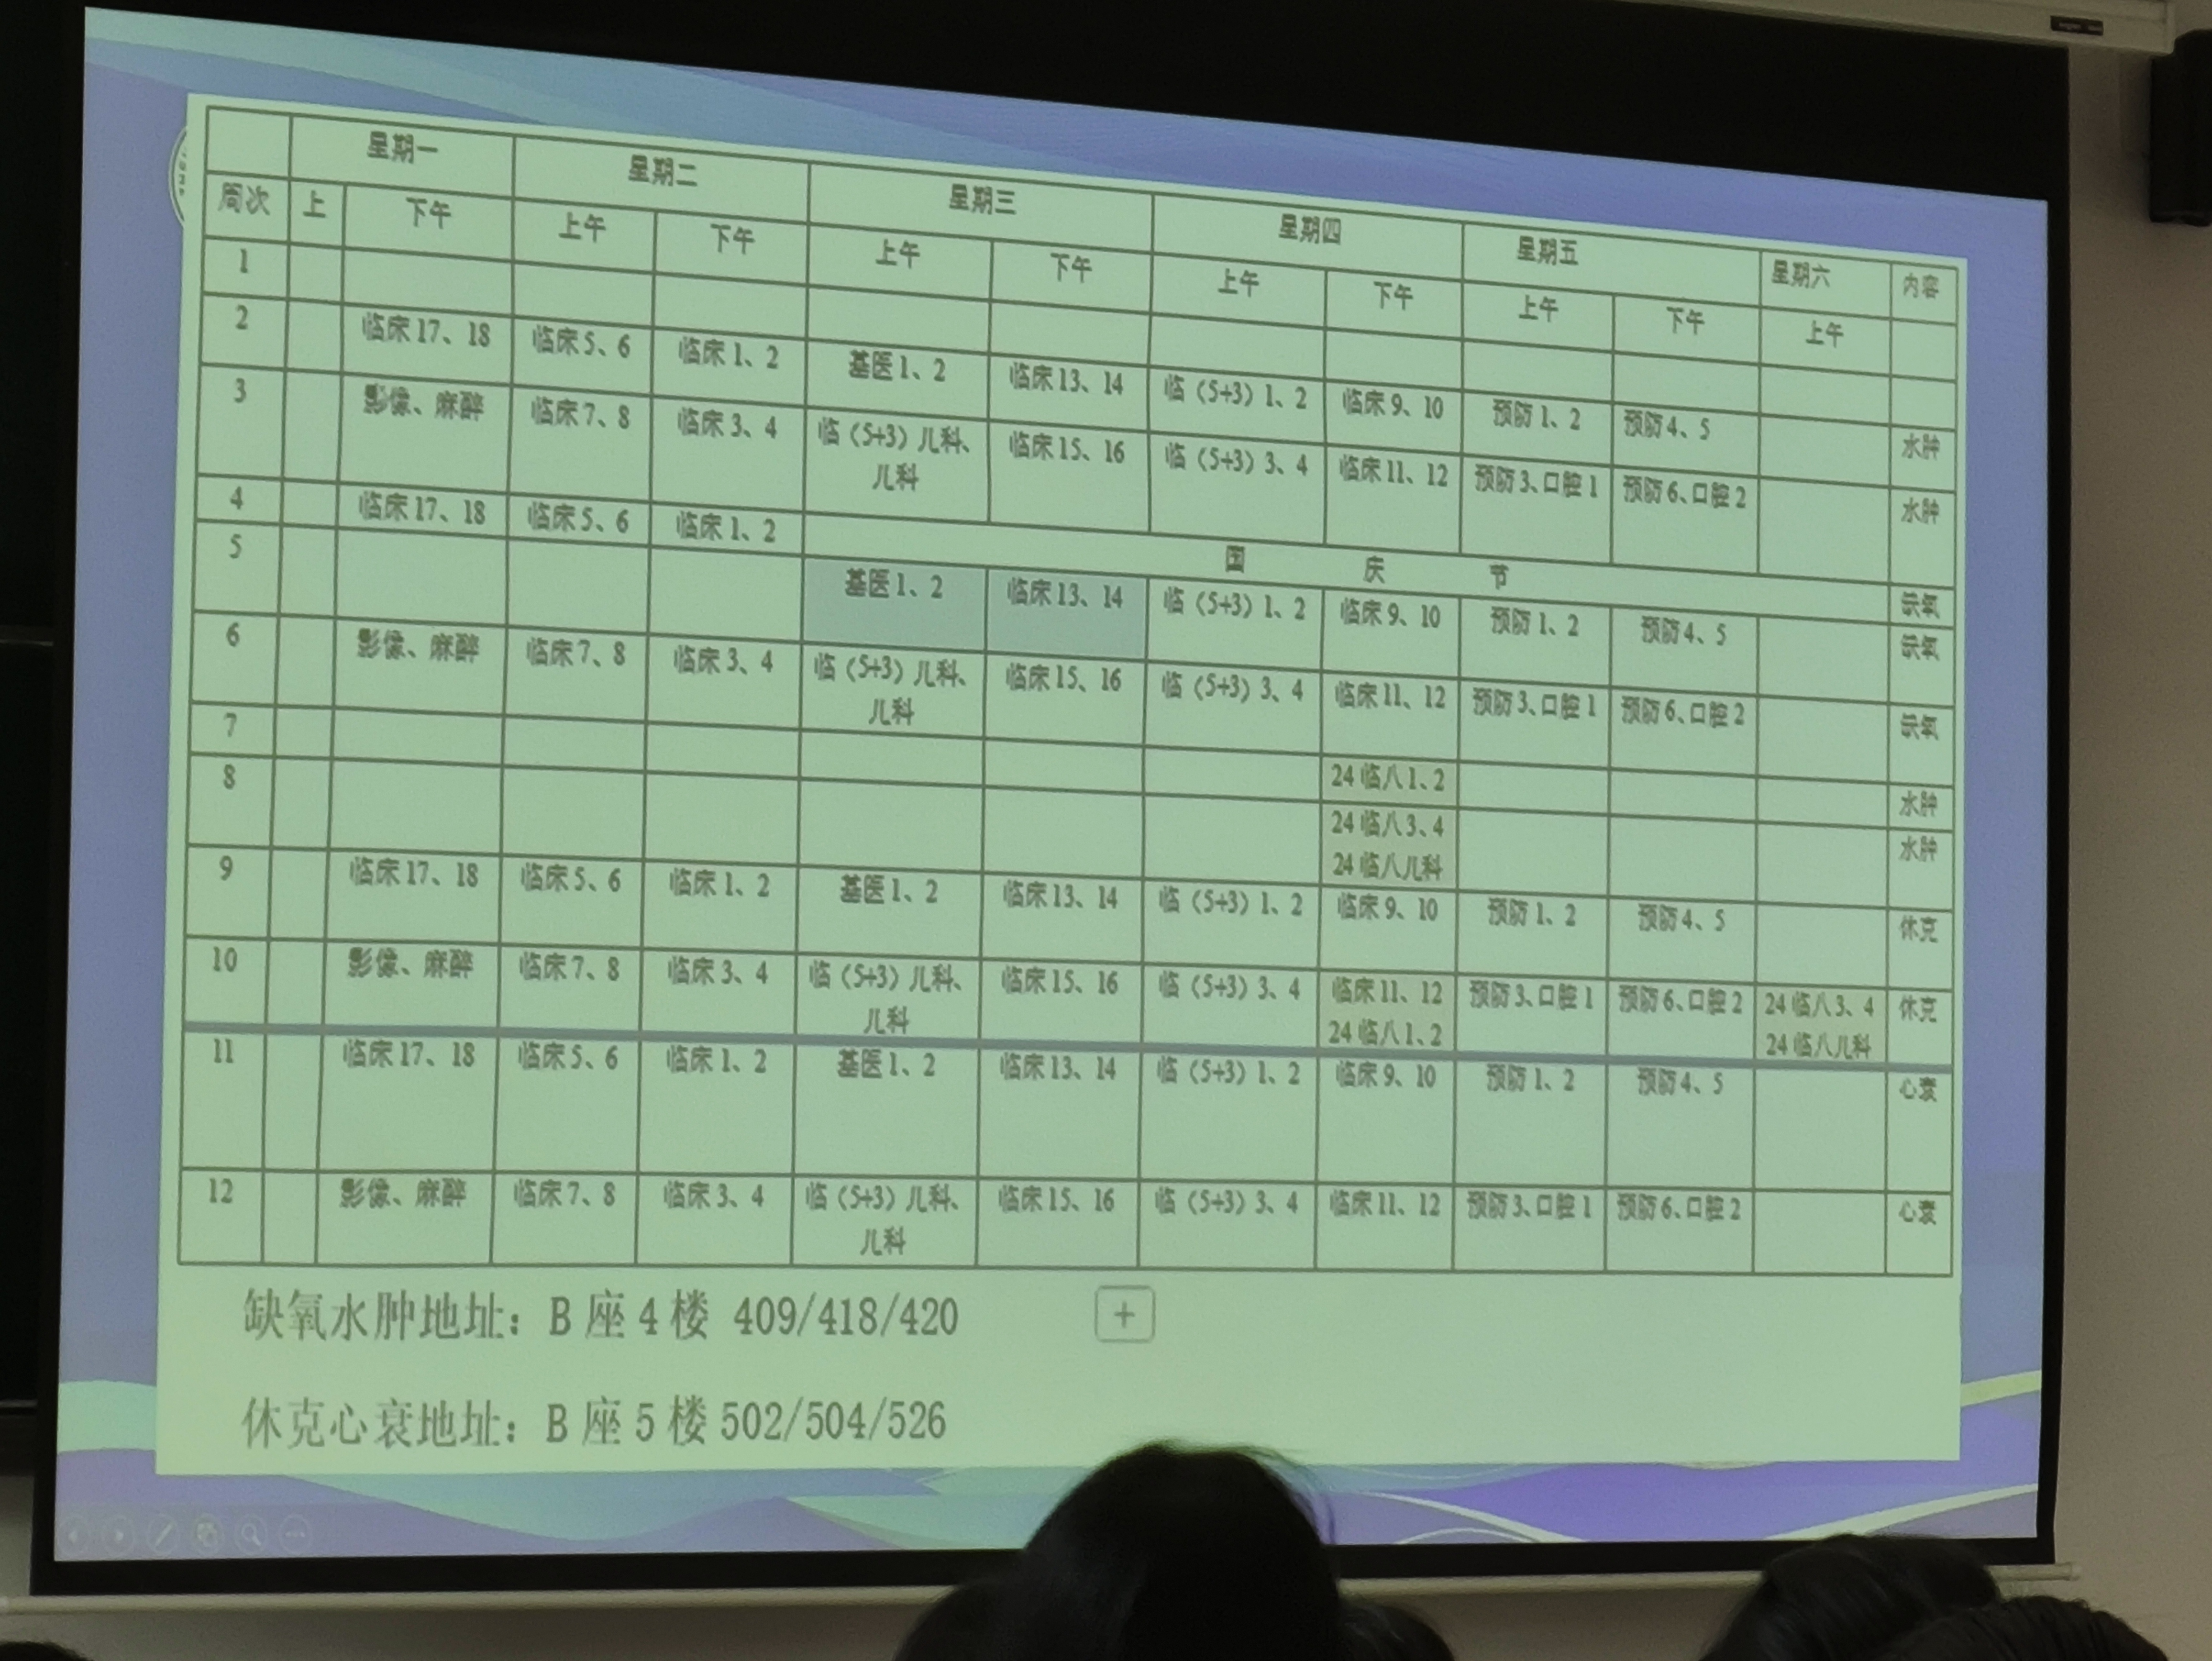 星期一 星期二 星期三 星期四 星期五 星期六 内容
周次 上 下午 上午 下午 上午 下午 上午 下午 上午 下午 上午
1
2 临床17、18 临床5、6 临床1、2 基医1、2 临床13、14 临（5+3）1、2 临床9、10 预防1、2 预防4、5 水肿
3 影像、麻醉 临床7、8 临床3、4 临（5+3）儿科、 临床15、16 临（5+3）3、4 临床11、12 预防3、口腔1 预防6、口腔2 水肿
儿科
4 临床17、18 临床5、6 临床1、2 国 庆 节 缺氧
5 基医1、2 临床13、14 临（5+3）1、2 临床9、10 预防1、2 预防4、5 缺氧
6 影像、麻醉 临床7、8 临床3、4 临（5+3）儿科、 临床15、16 临（5+3）3、4 临床11、12 预防3、口腔1 预防6、口腔2 缺氧
儿科
7 24临八1、2 水肿
8 24临八3、4 水肿
24临八儿科
9 临床17、18 临床5、6 临床1、2 基医1、2 临床13、14 临（5+3）1、2 临床9、10 预防1、2 预防4、5 休克
10 影像、麻醉 临床7、8 临床3、4 临（5+3）儿科、 临床15、16 临（5+3）3、4 临床11、12 预防3、口腔1 预防6、口腔2 24临八3、4 休克
儿科 24临八1、2 24临八儿科
11 临床17、18 临床5、6 临床1、2 基医1、2 临床13、14 临（5+3）1、2 临床9、10 预防1、2 预防4、5 心衰
12 影像、麻醉 临床7、8 临床3、4 临（5+3）儿科、 临床15、16 临（5+3）3、4 临床11、12 预防3、口腔1 预防6、口腔2 心衰
儿科
缺氧水肿地址：B座4楼 409/418/420
休克心衰地址：B座5楼 502/504/526